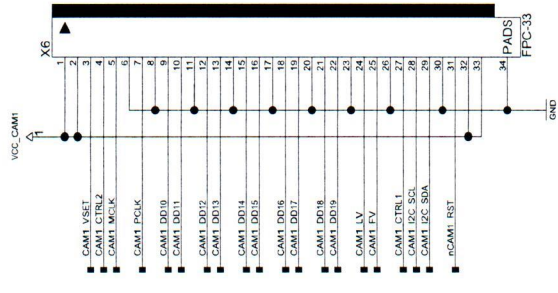 X6
PADS
FPC-33
1
2
3
4
5
6
7
8
9
10
11
12
13
14
15
16
17
18
19
20
21
22
23
24
25
26
27
28
29
30
31
32
33
34
GND
VCC_CAM1
1
CAM1_VSET
CAM1_CTRL2
CAM1_MCLK
CAM1_PCLK
CAM1_DD10
CAM1_DD11
CAM1_DD12
CAM1_DD13
CAM1_DD14
CAM1_DD15
CAM1_DD16
CAM1_DD17
CAM1_DD18
CAM1_DD19
CAM1_LV
CAM1_FV
CAM1_CTRL1
CAM1_I2C_SCL
CAM1_I2C_SDA
nCAM1_RST